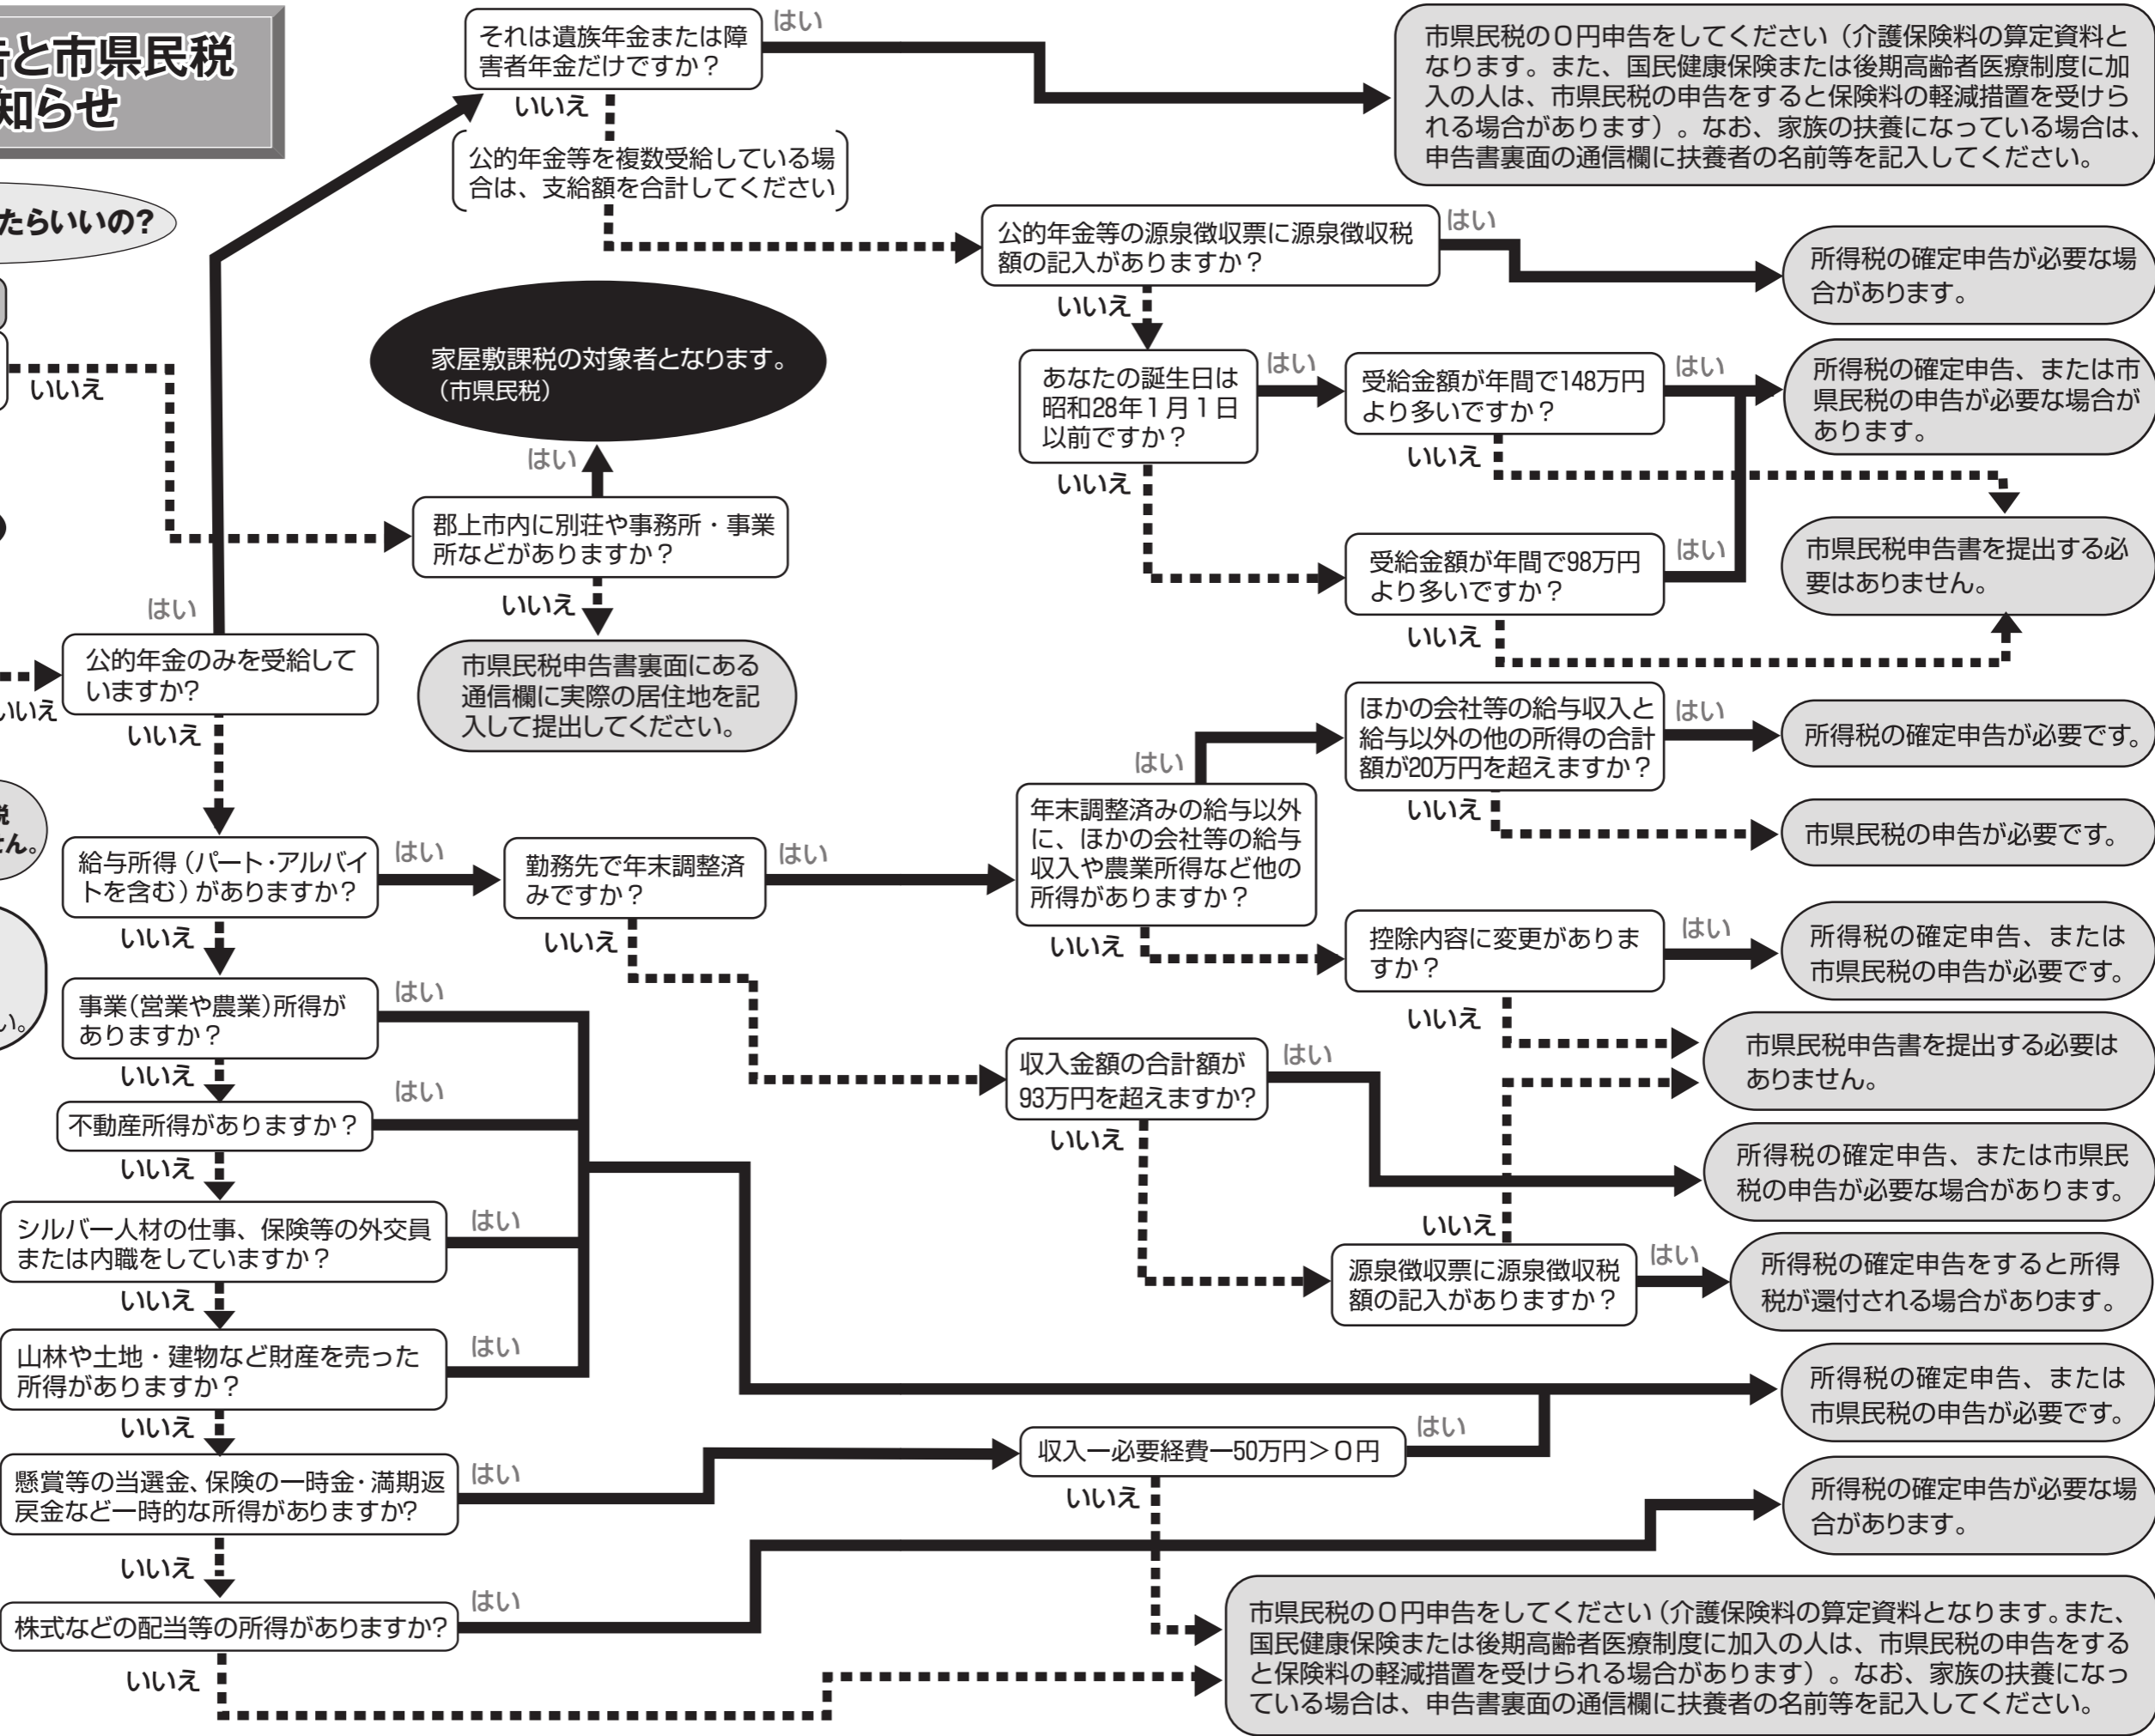 告と市県民税
知らせ
たらいいの?
いいえ
それは遺族年金または障
害者年金だけですか？
はい
いいえ
公的年金等を複数受給している場
合は、支給額を合計してください
市県民税の０円申告をしてください（介護保険料の算定資料と
なります。また、国民健康保険または後期高齢者医療制度に加
入の人は、市県民税の申告をすると保険料の軽減措置を受けら
れる場合があります）。なお、家族の扶養になっている場合は、
申告書裏面の通信欄に扶養者の名前等を記入してください。
公的年金等の源泉徴収票に源泉徴収税
額の記入がありますか？
はい
いいえ
所得税の確定申告が必要な場
合があります。
家屋敷課税の対象者となります。
（市県民税）
はい
郡上市内に別荘や事務所・事業
所などがありますか？
いいえ
市県民税申告書裏面にある
通信欄に実際の居住地を記
入して提出してください。
あなたの誕生日は
昭和28年１月１日
以前ですか？
はい
いいえ
受給金額が年間で148万円
より多いですか？
はい
いいえ
所得税の確定申告、または市
県民税の申告が必要な場合が
あります。
受給金額が年間で98万円
より多いですか？
はい
いいえ
市県民税申告書を提出する必
要はありません。
はい
公的年金のみを受給して
いますか?
いいえ
いいえ
税
せん。
い。
給与所得（パート・アルバイ
トを含む）がありますか？
はい
いいえ
勤務先で年末調整済
みですか？
はい
いいえ
年末調整済みの給与以外
に、ほかの会社等の給与
収入や農業所得など他の
所得がありますか？
はい
いいえ
ほかの会社等の給与収入と
給与以外の他の所得の合計
額が20万円を超えますか？
はい
いいえ
所得税の確定申告が必要です。
市県民税の申告が必要です。
控除内容に変更がありま
すか？
はい
いいえ
所得税の確定申告、または
市県民税の申告が必要です。
市県民税申告書を提出する必要は
ありません。
収入金額の合計額が
93万円を超えますか?
はい
いいえ
所得税の確定申告、または市県民
税の申告が必要な場合があります。
いいえ
源泉徴収票に源泉徴収税
額の記入がありますか？
はい
所得税の確定申告をすると所得
税が還付される場合があります。
事業(営業や農業)所得が
ありますか？
はい
いいえ
不動産所得がありますか？
はい
いいえ
シルバー人材の仕事、保険等の外交員
または内職をしていますか？
はい
いいえ
山林や土地・建物など財産を売った
所得がありますか？
はい
いいえ
所得税の確定申告、または
市県民税の申告が必要です。
懸賞等の当選金、保険の一時金・満期返
戻金など一時的な所得がありますか?
はい
いいえ
収入ー必要経費ー50万円＞０円
はい
いいえ
所得税の確定申告が必要な場
合があります。
株式などの配当等の所得がありますか?
はい
いいえ
市県民税の０円申告をしてください（介護保険料の算定資料となります。また、
国民健康保険または後期高齢者医療制度に加入の人は、市県民税の申告をする
と保険料の軽減措置を受けられる場合があります）。なお、家族の扶養になっ
ている場合は、申告書裏面の通信欄に扶養者の名前等を記入してください。